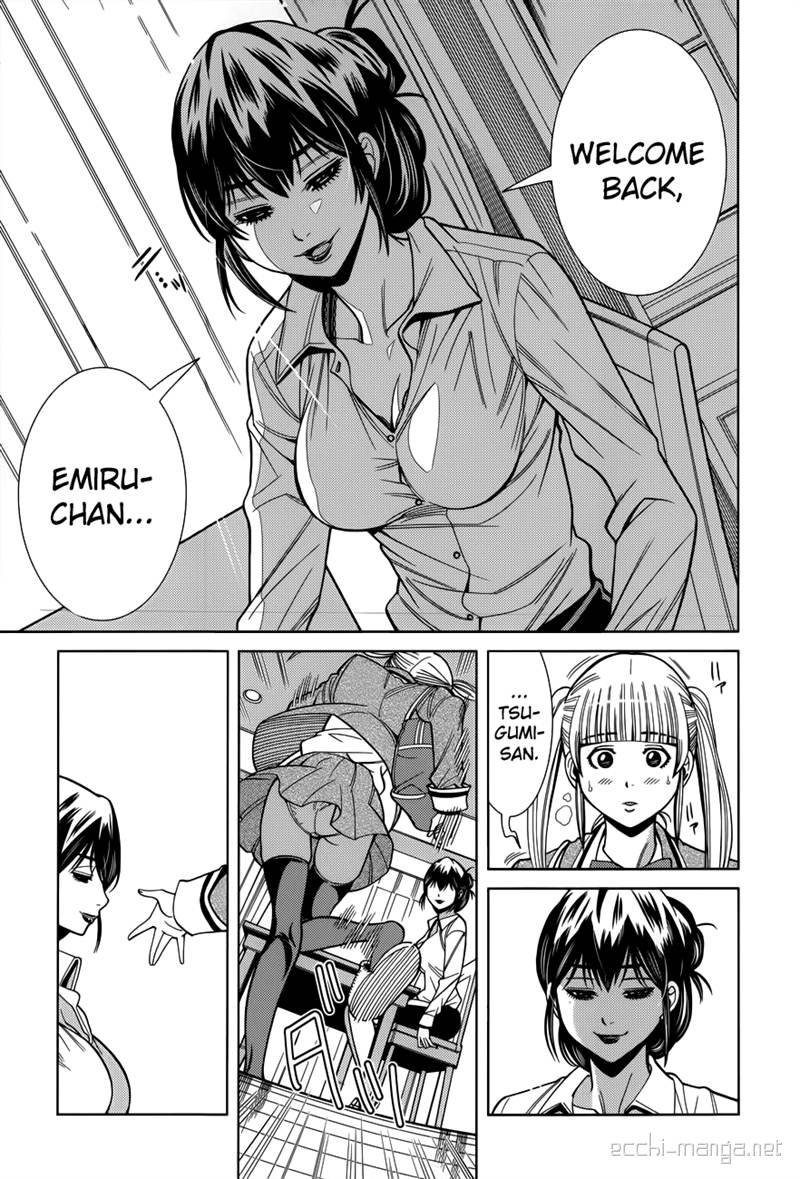 WELCOME
BACK,
EMIRU-
CHAN...
...
TSU-
GUMI-
SAN.
ecchi-manga.net